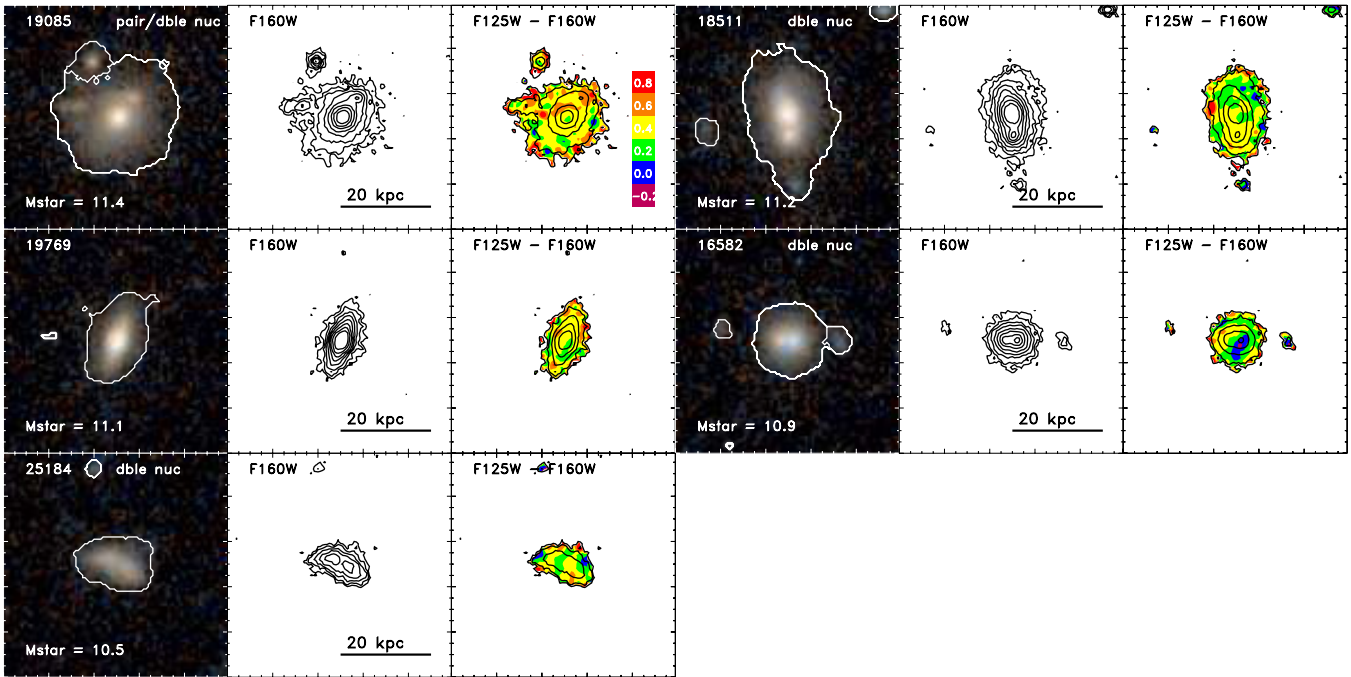 19085 pair/dble nuc
F160W
F125W − F160W
0.8
0.6
0.4
0.2
0.0
−0.2
Mstar = 11.4
20 kpc
18511 dble nuc
F160W
F125W − F160W
Mstar = 11.2
20 kpc
19769
F160W
F125W − F160W
Mstar = 11.1
20 kpc
16582 dble nuc
F160W
F125W − F160W
Mstar = 10.9
20 kpc
25184 dble nuc
F160W
F125W − F160W
Mstar = 10.5
20 kpc